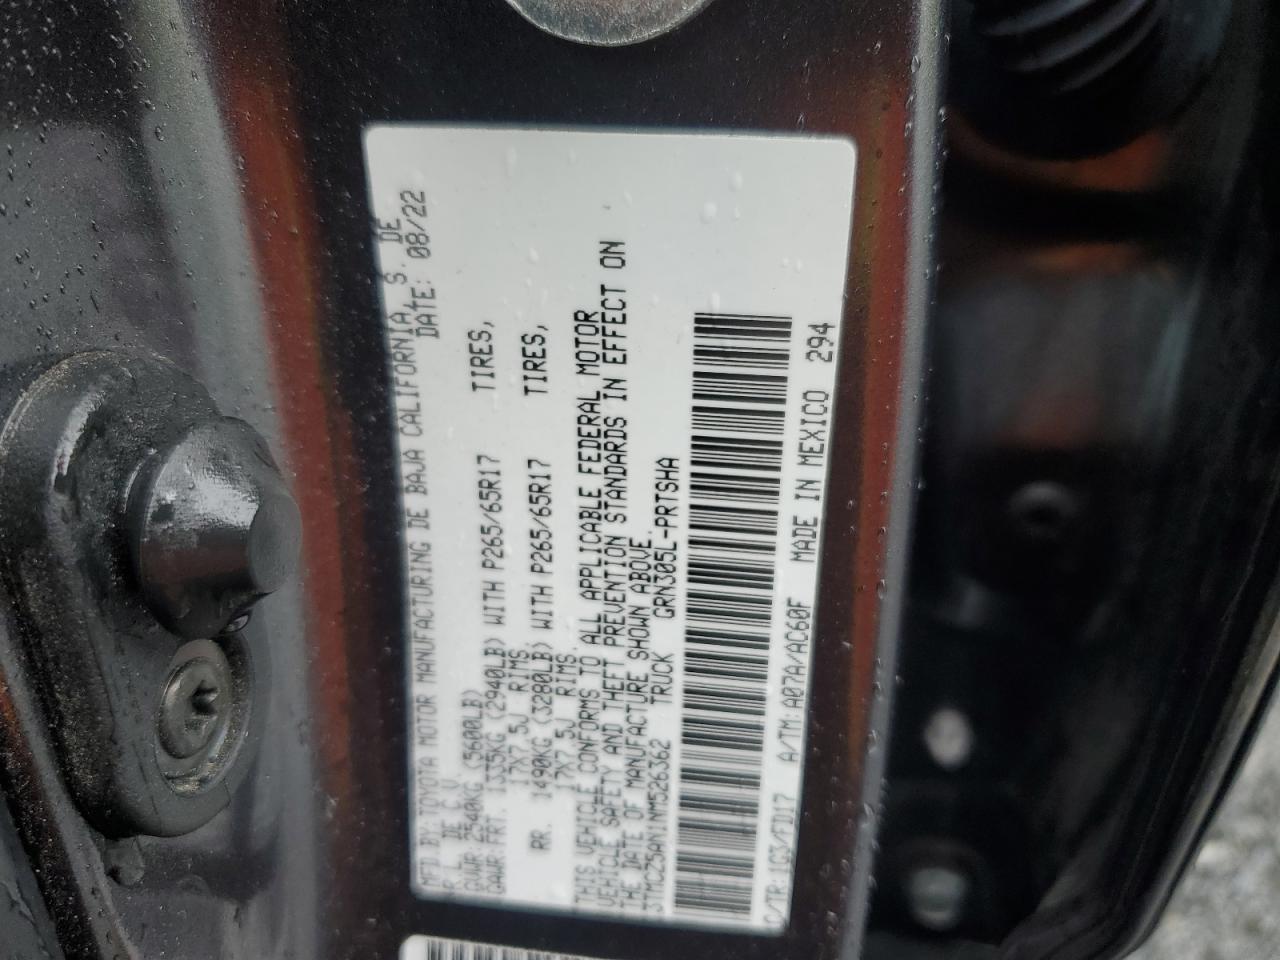 MFD BY:TOYOTA MOTOR MANUFACTURING DE BAJA CALIFORNIA, S. DE
R.L. DE C.V. DATE: 08/22
GVWR: 2540KG (5600LB)
GAWR:FRT. 1335KG (2940LB) WITH P265/65R17 TIRES,
17X7.5J RIMS,
RR. 1490KG (3280LB) WITH P265/65R17 TIRES,
17X7.5J RIMS.
THIS VEHICLE CONFORMS TO ALL APPLICABLE FEDERAL MOTOR
VEHICLE SAFETY AND THEFT PREVENTION STANDARDS IN EFFECT ON
THE DATE OF MANUFACTURE SHOWN ABOVE.
3TMCZ5AN1NM526362 TRUCK GRN305L-PRTSHA
C/TR:1G3/FD17 A/TM:A07A/AC60F MADE IN MEXICO 294